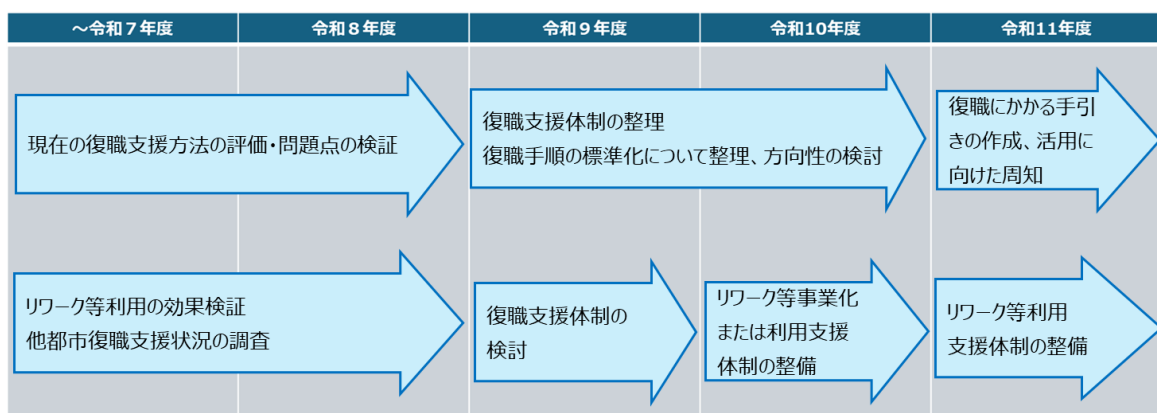 ～令和７年度
令和８年度
令和９年度
令和10年度
令和11年度
現在の復職支援方法の評価・問題点の検証
復職支援体制の整理
復職手順の標準化について整理、方向性の検討
復職にかかる手引
きの作成、活用に
向けた周知
リワーク等利用の効果検証
他都市復職支援状況の調査
復職支援体制の
検討
リワーク等事業化
または利用支援
体制の整備
リワーク等利用
支援体制の整備